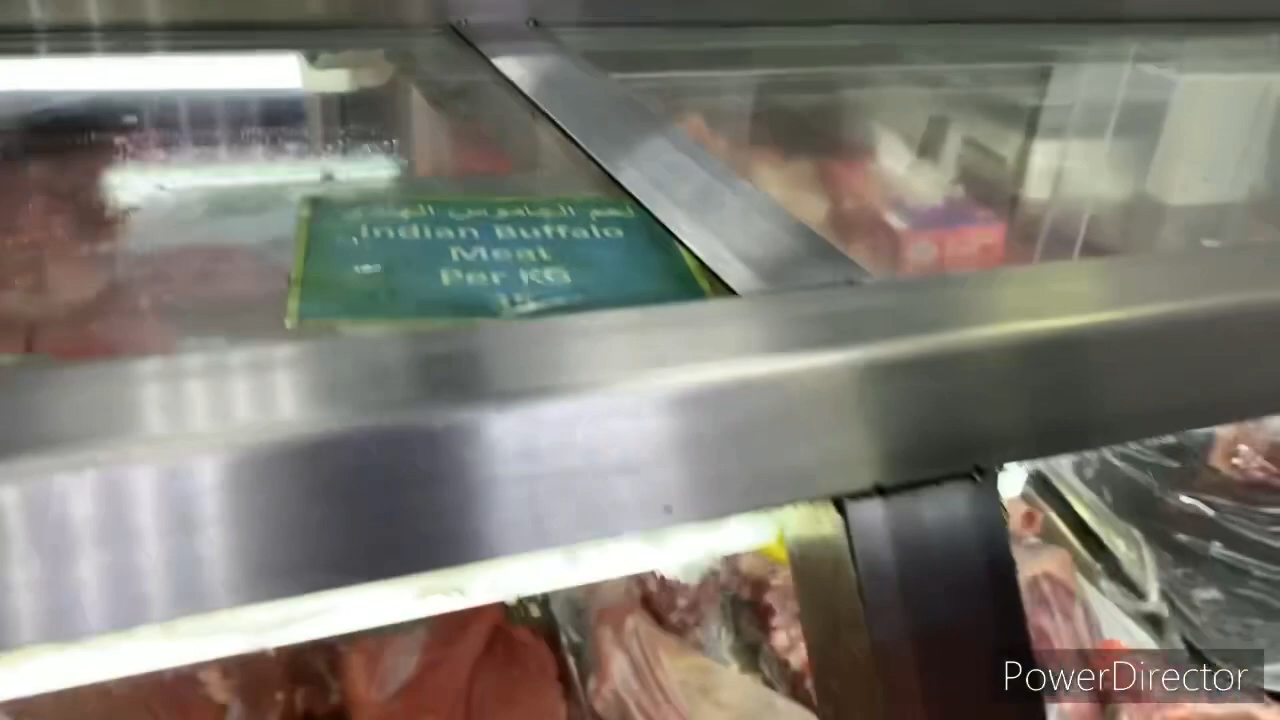 لحم الجاموس الهندي
Indian Buffalo
Meat
Per KG
PowerDirector